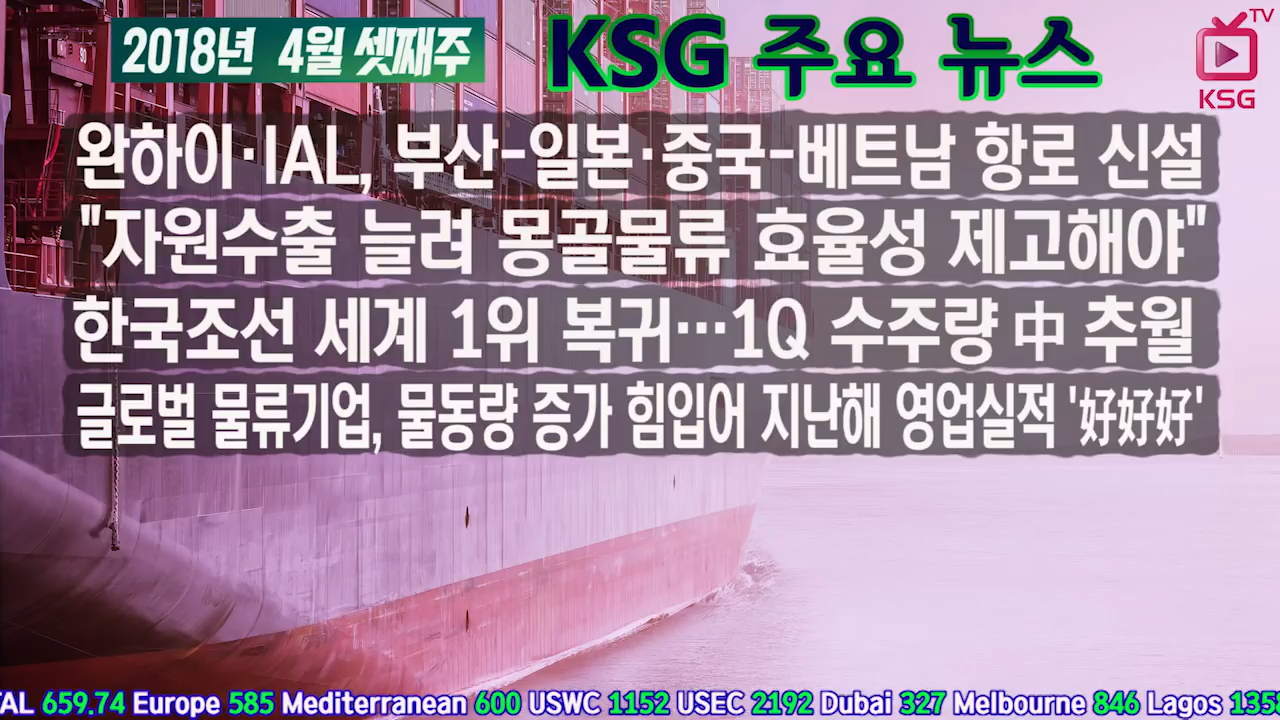 2018년 4월 셋째주
KSG 주요 뉴스
TV
KSG
완하이·IAL, 부산-일본·중국-베트남 항로 신설
"자원수출 늘려 몽골물류 효율성 제고해야"
한국조선 세계 1위 복귀…1Q 수주량 中 추월
글로벌 물류기업, 물동량 증가 힘입어 지난해 영업실적 '好好好'
TAL 659.74 Europe 585 Mediterranean 600 USWC 1152 USEC 2192 Dubai 327 Melbourne 846 Lagos